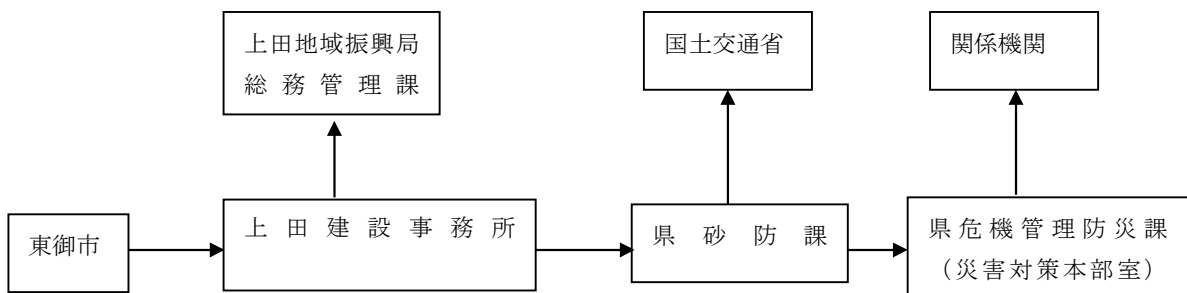 上田地域振興局
総務管理課
国土交通省
関係機関
東御市
上田建設事務所
県砂防課
県危機管理防災課
（災害対策本部室）